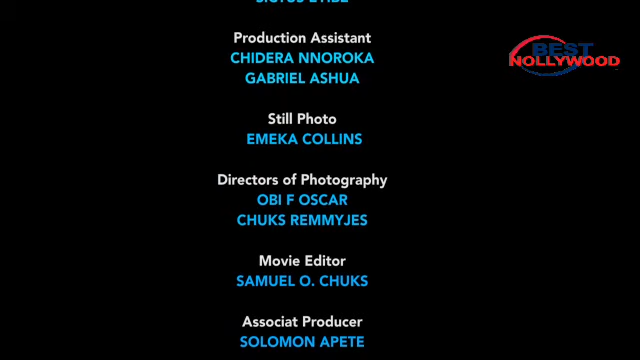 Production Assistant
CHIDERA NNOROKA
GABRIEL ASHUA
Still Photo
EMEKA COLLINS
Directors of Photography
OBI F OSCAR
CHUKS REMMYJES
Movie Editor
SAMUEL O. CHUKS
Associat Producer
SOLOMON APETE
BEST
NOLLYWOOD